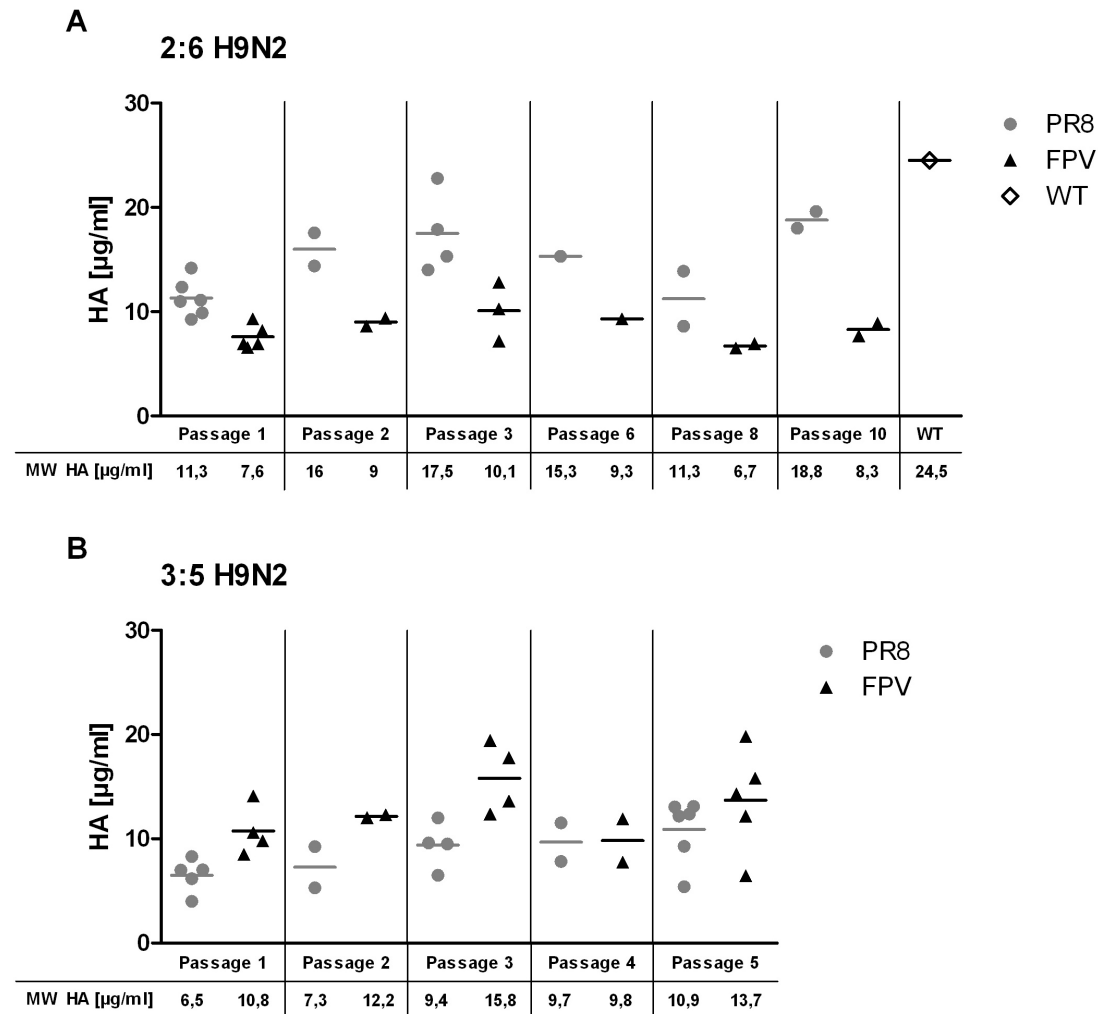 A
2:6 H9N2
30
20
10
0
HA [µg/ml]
PR8
FPV
WT
Passage 1 Passage 2 Passage 3 Passage 6 Passage 8 Passage 10 WT
MW HA [µg/ml] 11,3 7,6 16 9 17,5 10,1 15,3 9,3 11,3 6,7 18,8 8,3 24,5
B
3:5 H9N2
30
20
10
0
HA [µg/ml]
PR8
FPV
Passage 1 Passage 2 Passage 3 Passage 4 Passage 5
MW HA [µg/ml] 6,5 10,8 7,3 12,2 9,4 15,8 9,7 9,8 10,9 13,7